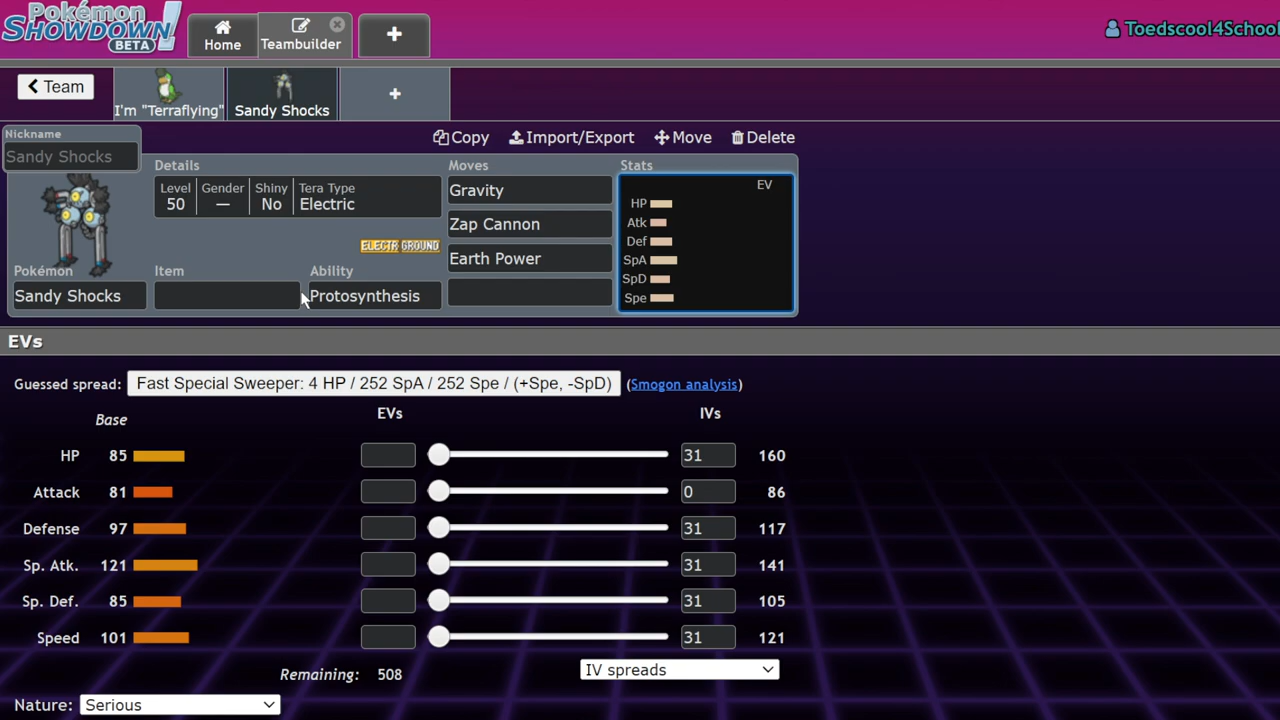 Pokémon
SHOWDOWN!
BETA
Home
Teambuilder
+
Toedscool4School
Team
I'm "Terraflying"
Sandy Shocks
+
Copy
Import/Export
Move
Delete
Nickname
Sandy Shocks
Details
Level
Gender
Shiny
Tera Type
50
—
No
Electric
ELECTR GROUND
Pokémon
Item
Ability
Sandy Shocks
Protosynthesis
Moves
Gravity
Zap Cannon
Earth Power
Stats
EV
HP
Atk
Def
SpA
SpD
Spe
EVs
Guessed spread: Fast Special Sweeper: 4 HP / 252 SpA / 252 Spe / (+Spe, -SpD) (Smogon analysis)
Base EVs IVs
HP 85 31 160
Attack 81 0 86
Defense 97 31 117
Sp. Atk. 121 31 141
Sp. Def. 85 31 105
Speed 101 31 121
Remaining: 508
IV spreads
Nature: Serious